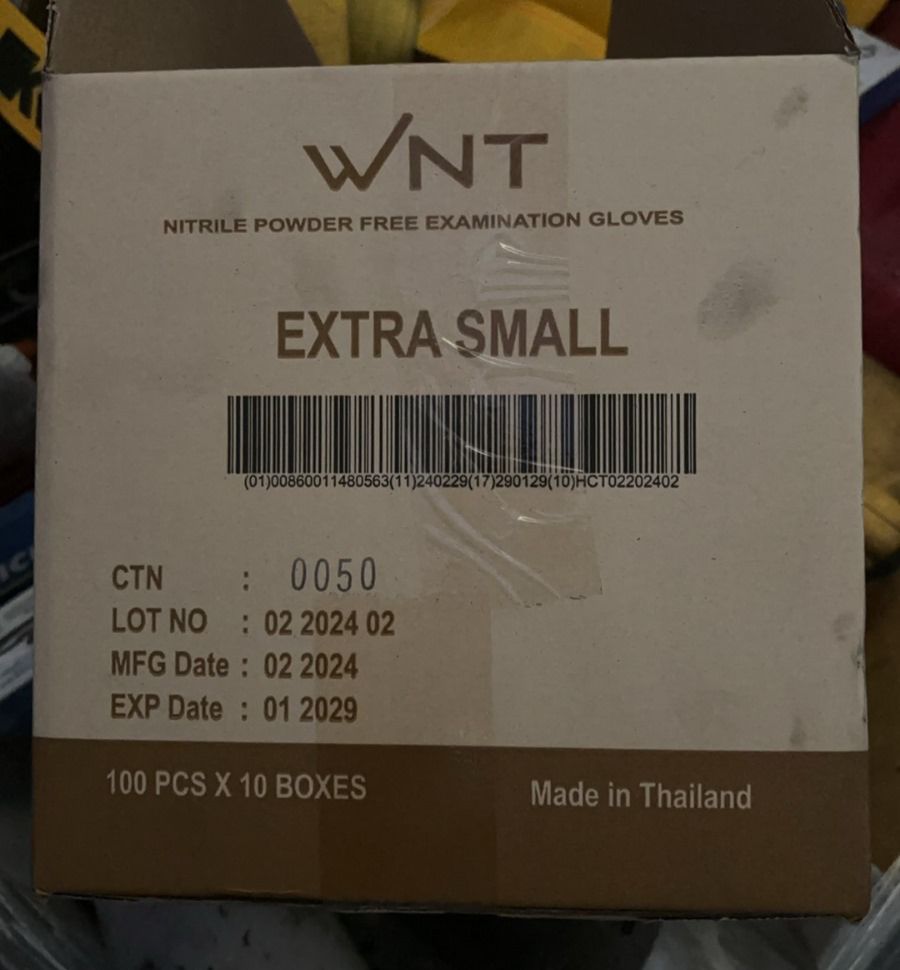 WNT
NITRILE POWDER FREE EXAMINATION GLOVES
EXTRA SMALL
(01)00860011480563(11)240229(17)290129(10)HCT02202402
CTN : 0050
LOT NO : 02 2024 02
MFG Date : 02 2024
EXP Date : 01 2029
100 PCS X 10 BOXES
Made in Thailand